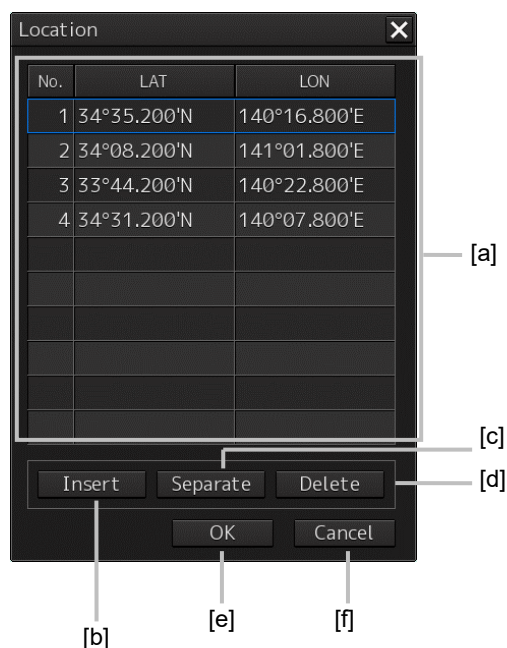 Location
No. LAT LON
1 34°35.200'N 140°16.800'E
2 34°08.200'N 141°01.800'E
3 33°44.200'N 140°22.800'E
4 34°31.200'N 140°07.800'E
[a]
[c]
Insert Separate Delete [d]
OK Cancel
[e] [f]
[b]